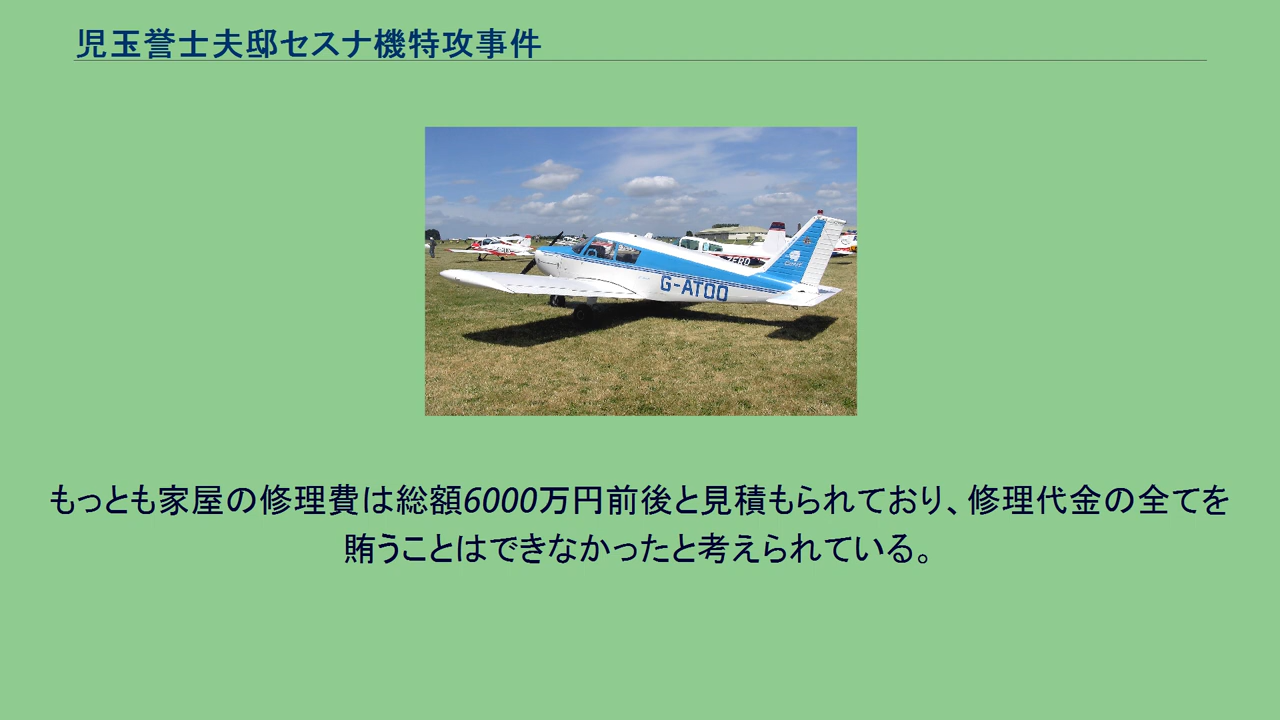 児玉誉士夫邸セスナ機特攻事件
G-ATOO
もっとも家屋の修理費は総額6000万円前後と見積もられており、修理代金の全てを
賄うことはできなかったと考えられている。